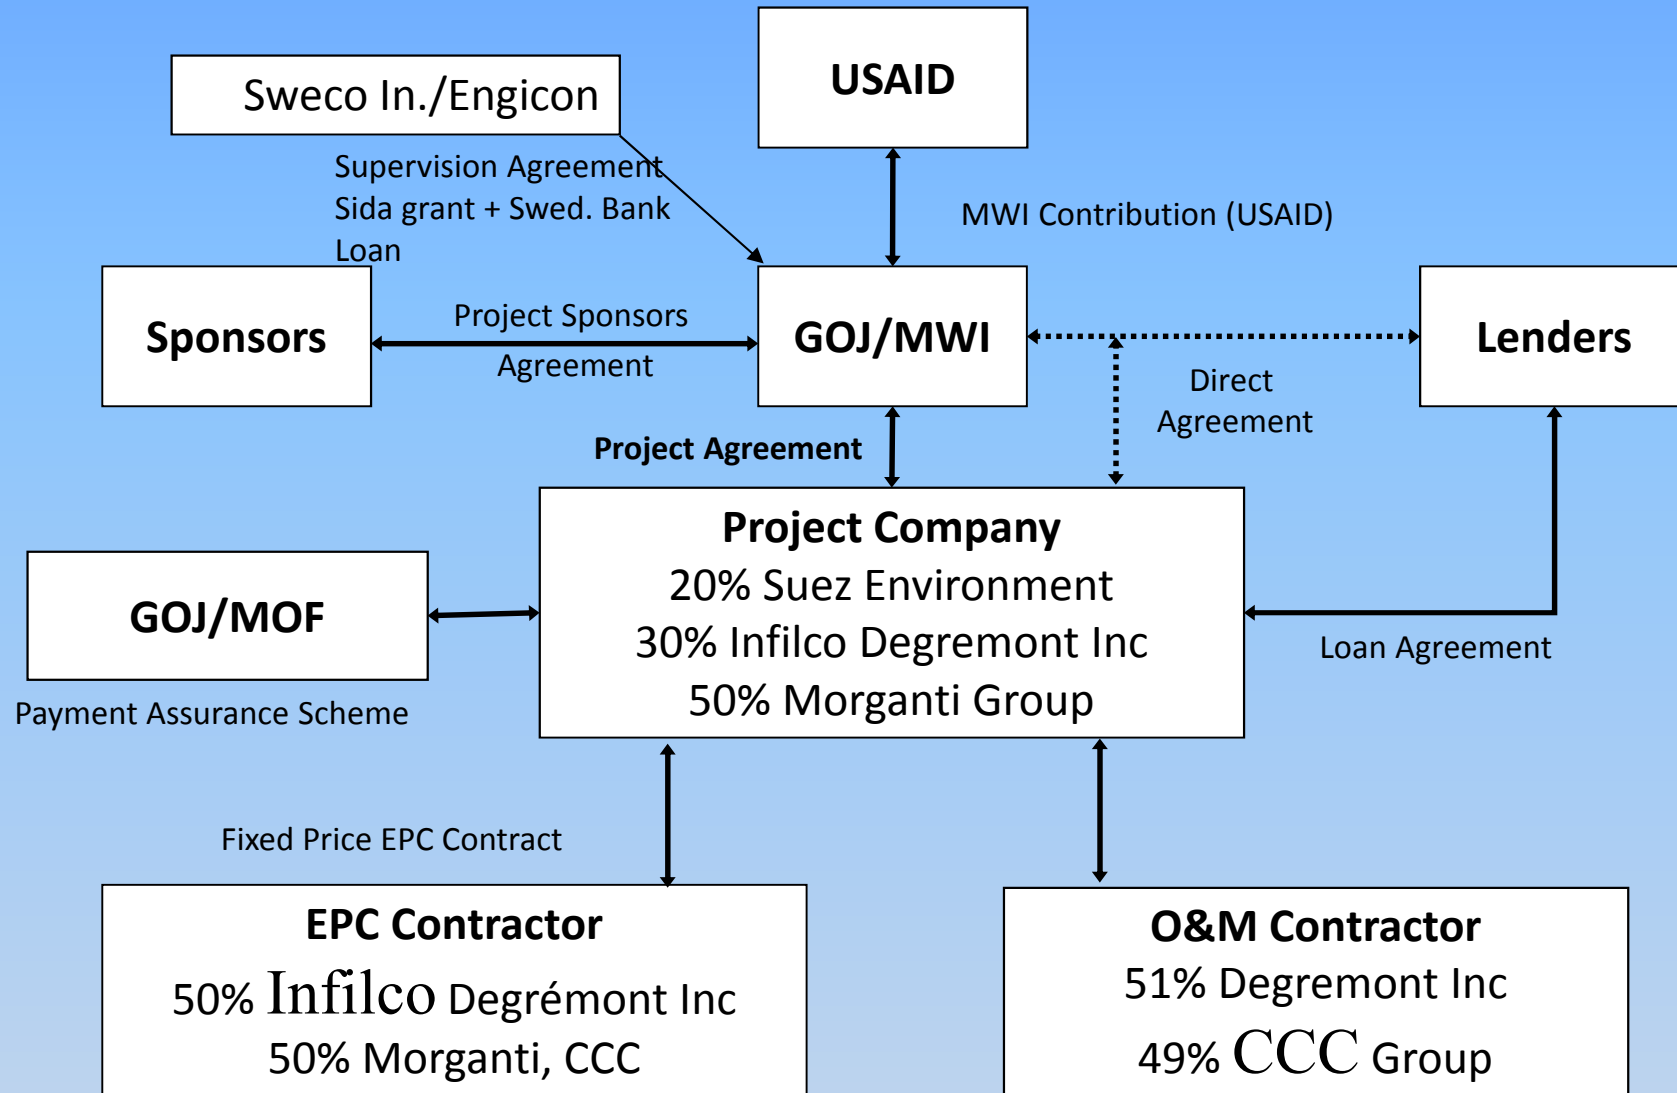 USAID
Sweco In./Engicon
Supervision Agreement
Sida grant + Swed. Bank
Loan
MWI Contribution (USAID)
Sponsors
Project Sponsors
Agreement
GOJ/MWI
Direct
Agreement
Lenders
Project Agreement
Project Company
20% Suez Environment
30% Infilco Degremont Inc
50% Morganti Group
GOJ/MOF
Payment Assurance Scheme
Loan Agreement
Fixed Price EPC Contract
EPC Contractor
50% Infilco Degrémont Inc
50% Morganti, CCC
O&M Contractor
51% Degremont Inc
49% CCC Group